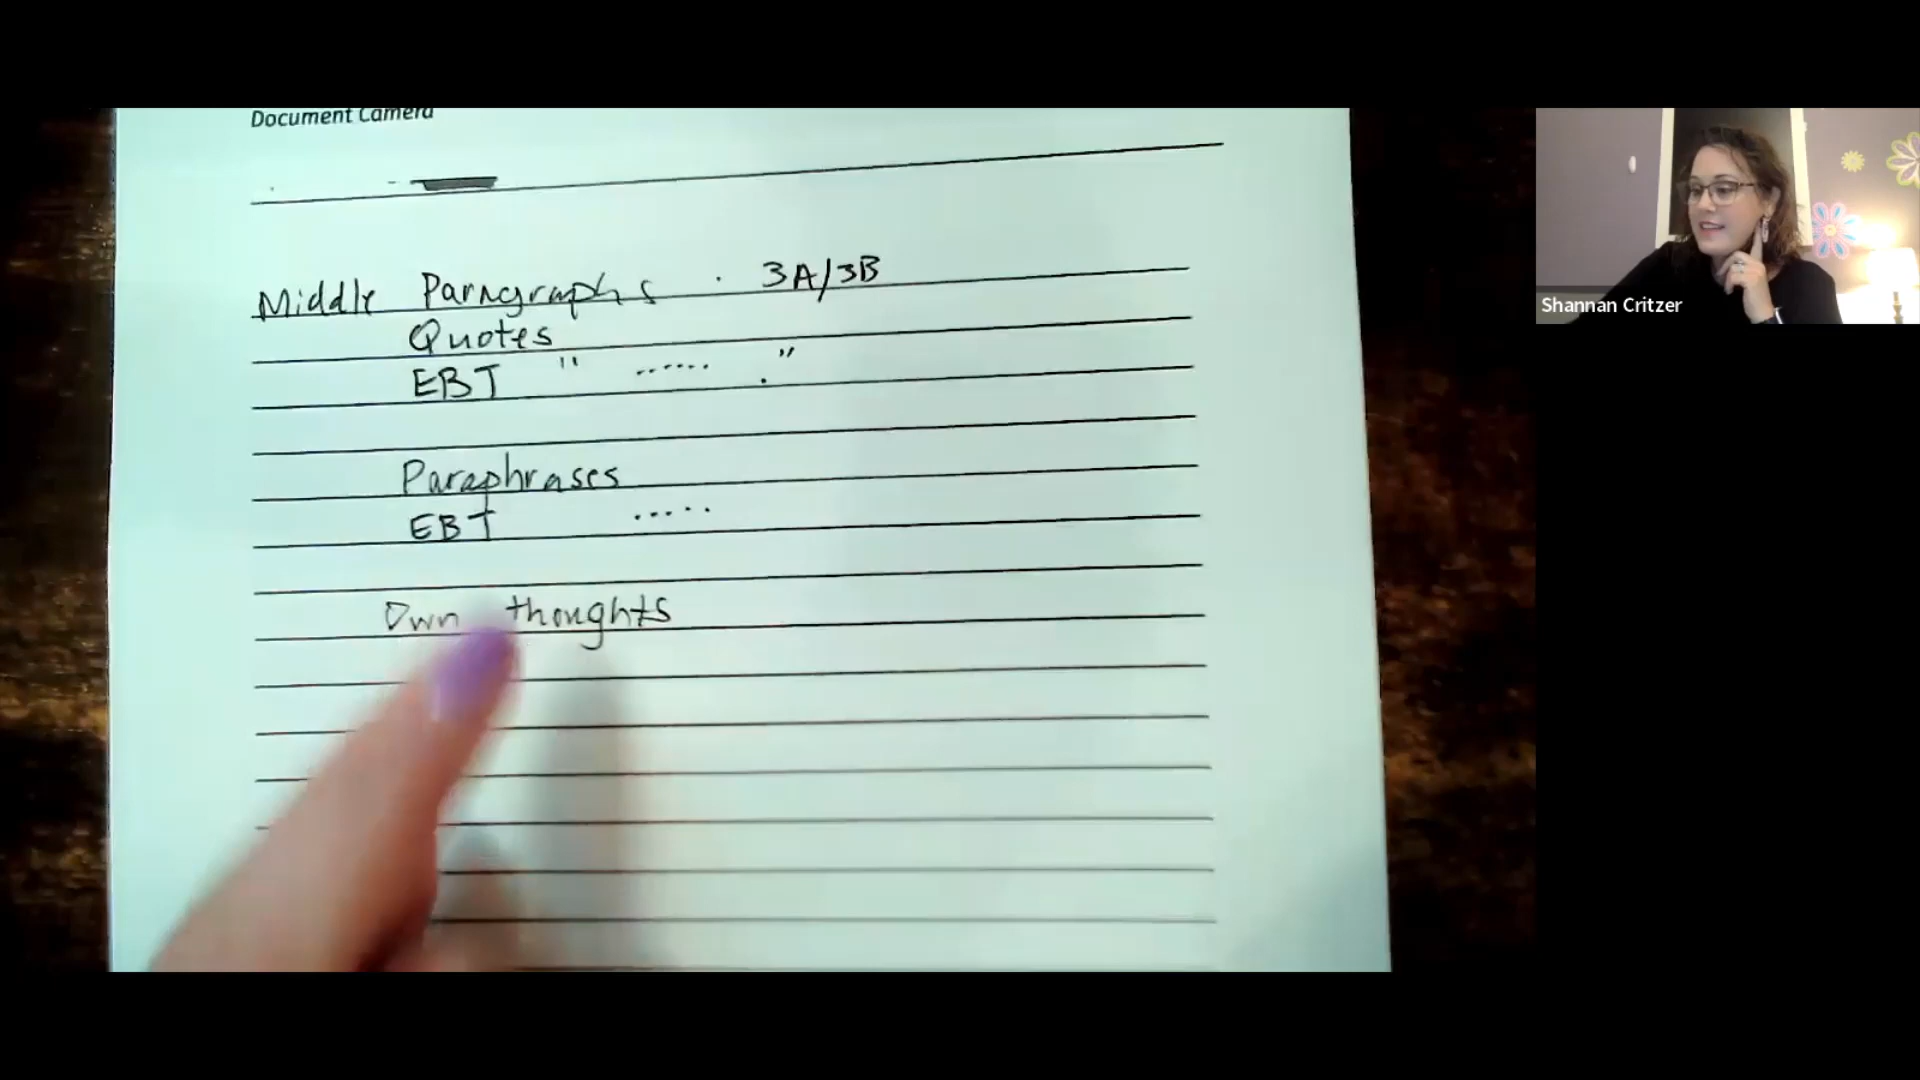 Document Camera
Middle Paragraphs . 3A/3B
Quotes
EBT " ...... ."
Paraphrases
EBT .....
Own thoughts
Shannan Critzer